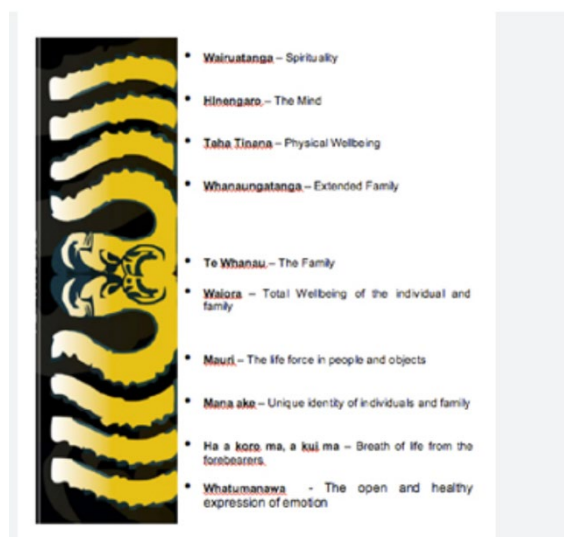 • Wairuatanga – Spirituality
• Hinengaro – The Mind
• Taha Tinana – Physical Wellbeing
• Whanaungatanga – Extended Family
• Te Whanau – The Family
• Waiora – Total Wellbeing of the individual and
family
• Mauri – The life force in people and objects
• Mana ake – Unique identity of individuals and family
• Ha a koro ma, a kui ma – Breath of life from the
forebearers
• Whatumanawa - The open and healthy
expression of emotion